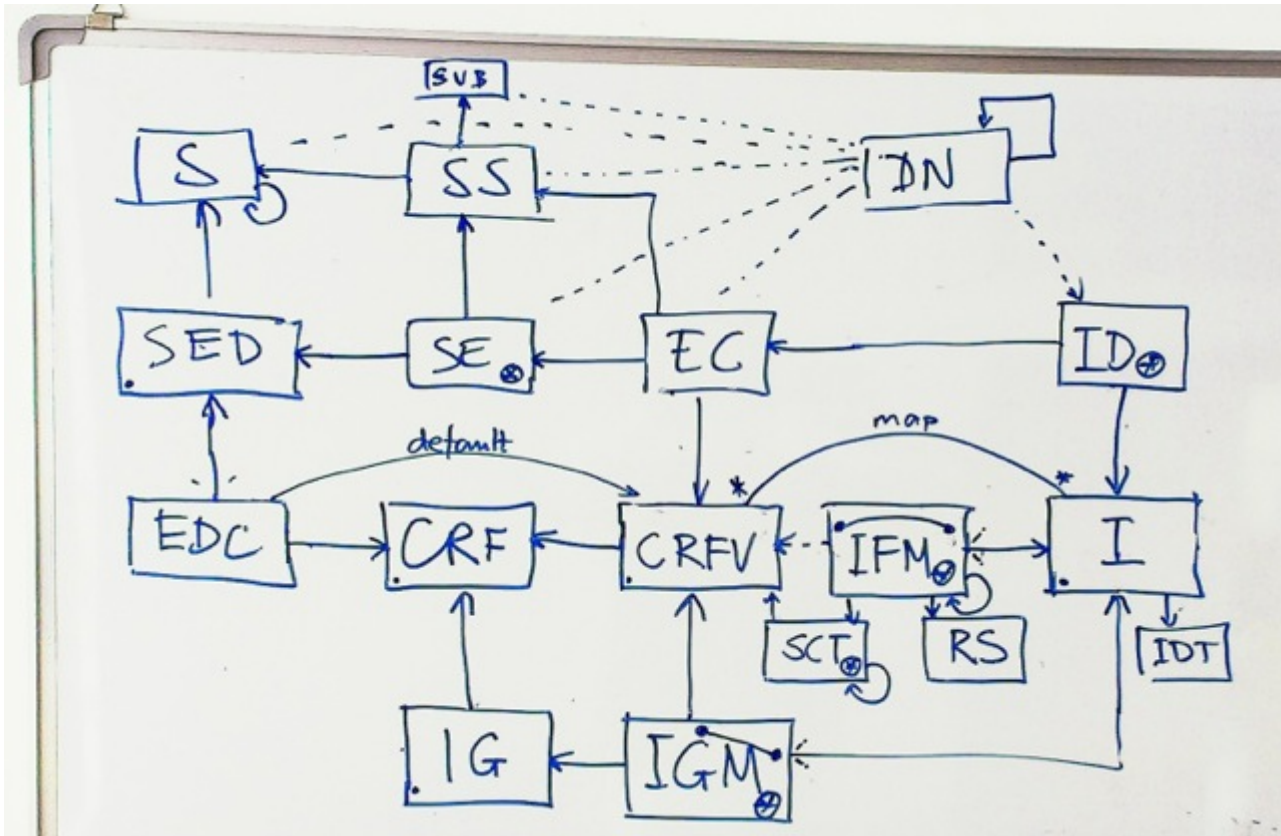 SUB
S
SS
DN
SED
SE
EC
ID
default
map
EDC
CRF
CRFV
*
IFM
*
I
SCT
RS
IDT
IG
IGM